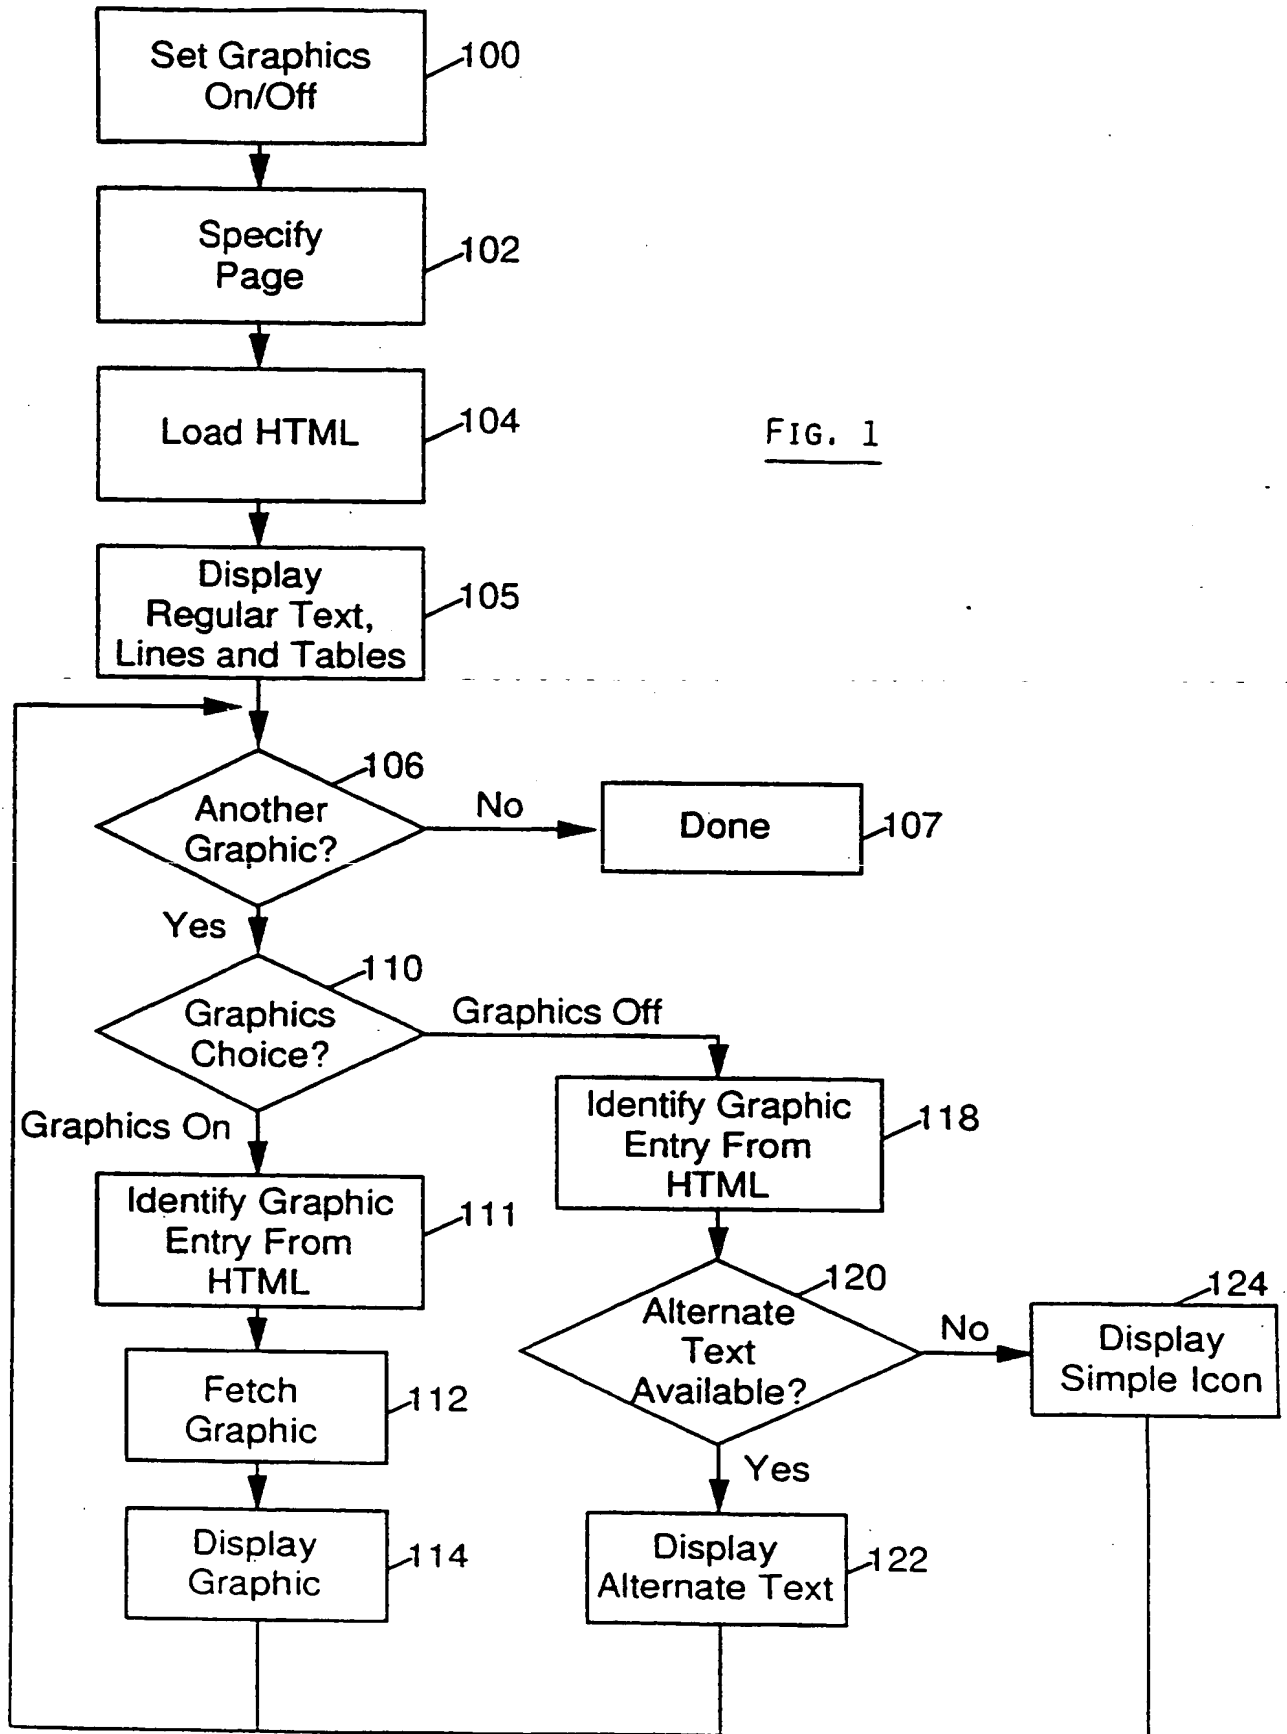 Set Graphics
On/Off
100
Specify
Page
102
Load HTML
104
FIG. 1
Display
Regular Text,
Lines and Tables
105
106
Another
Graphic?
No
Done
107
Yes
110
Graphics
Choice?
Graphics Off
Graphics On
Identify Graphic
Entry From
HTML
118
Identify Graphic
Entry From
HTML
111
120
Alternate
Text
Available?
No
124
Display
Simple Icon
Fetch
Graphic
112
Yes
Display
Graphic
114
Display
Alternate Text
122